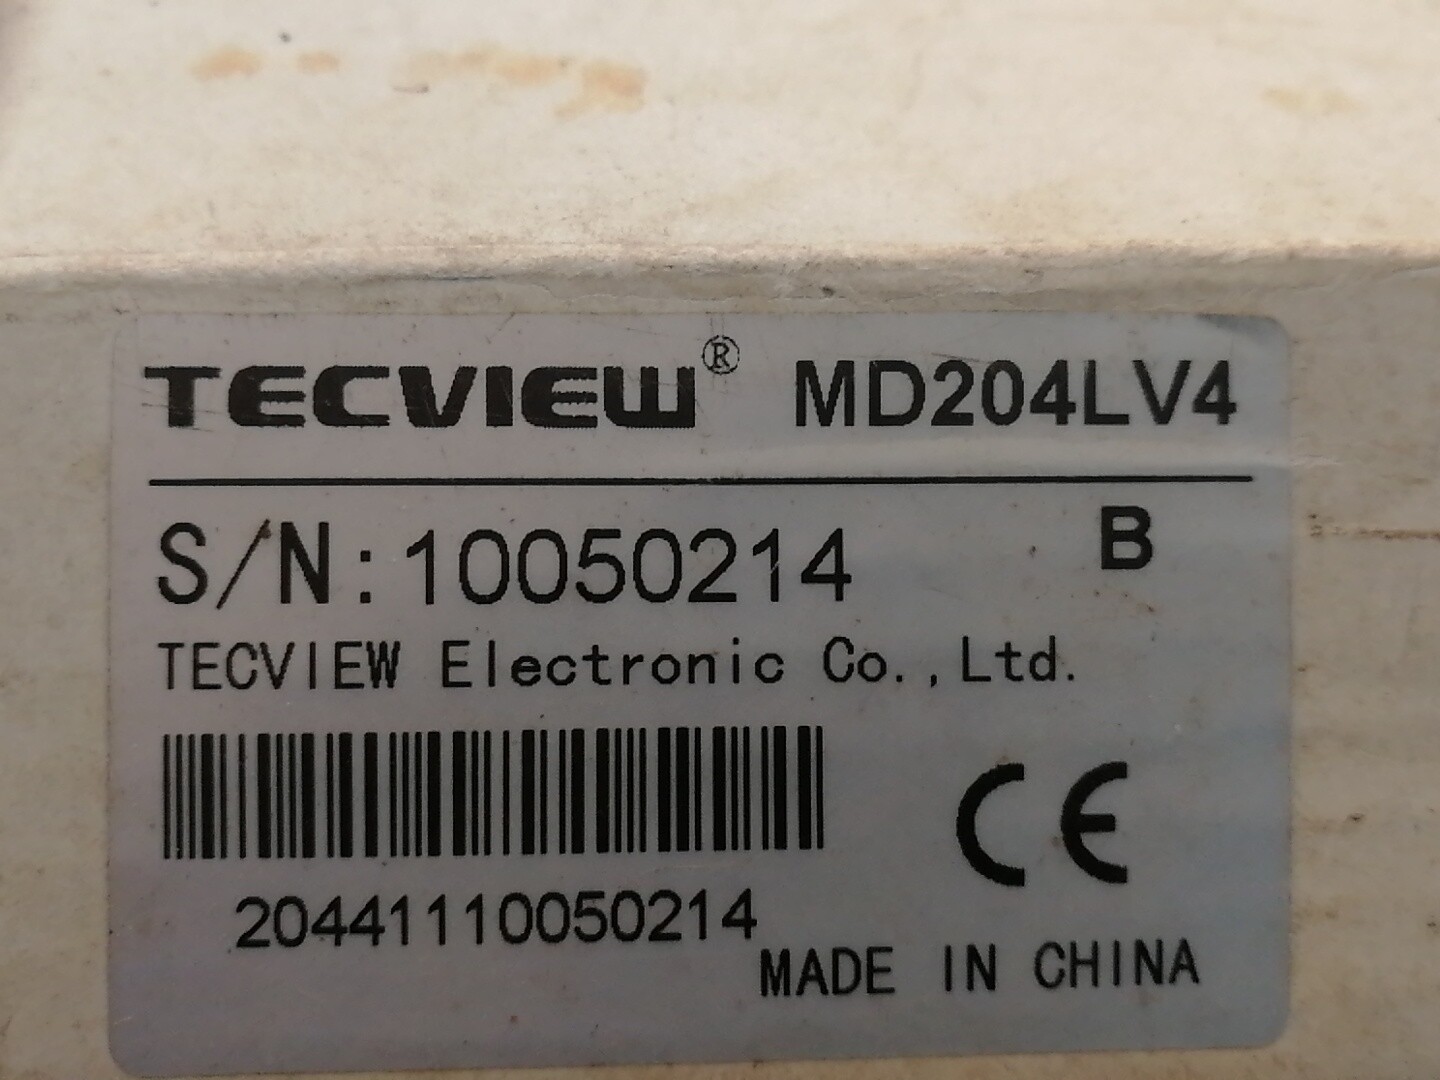 TECVIEW® MD204LV4
S/N:10050214 B
TECVIEW Electronic Co.,Ltd.
CE
20441110050214
MADE IN CHINA